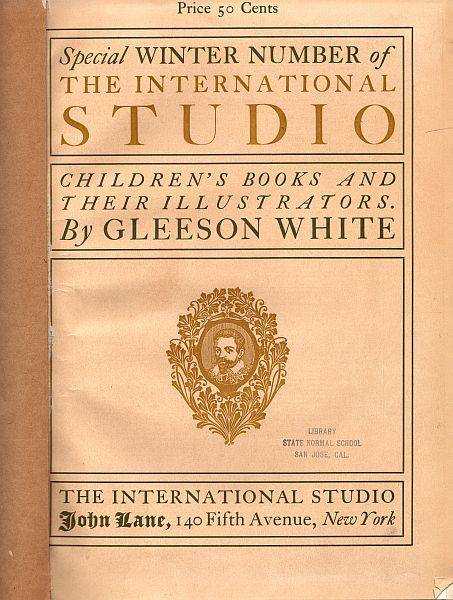 Price 50 Cents
Special WINTER NUMBER of
THE INTERNATIONAL
STUDIO
CHILDREN'S BOOKS AND
THEIR ILLUSTRATORS.
By GLEESON WHITE
LIBRARY
STATE NORMAL SCHOOL
SAN JOSE, CAL.
THE INTERNATIONAL STUDIO
John Lane, 140 Fifth Avenue, New York